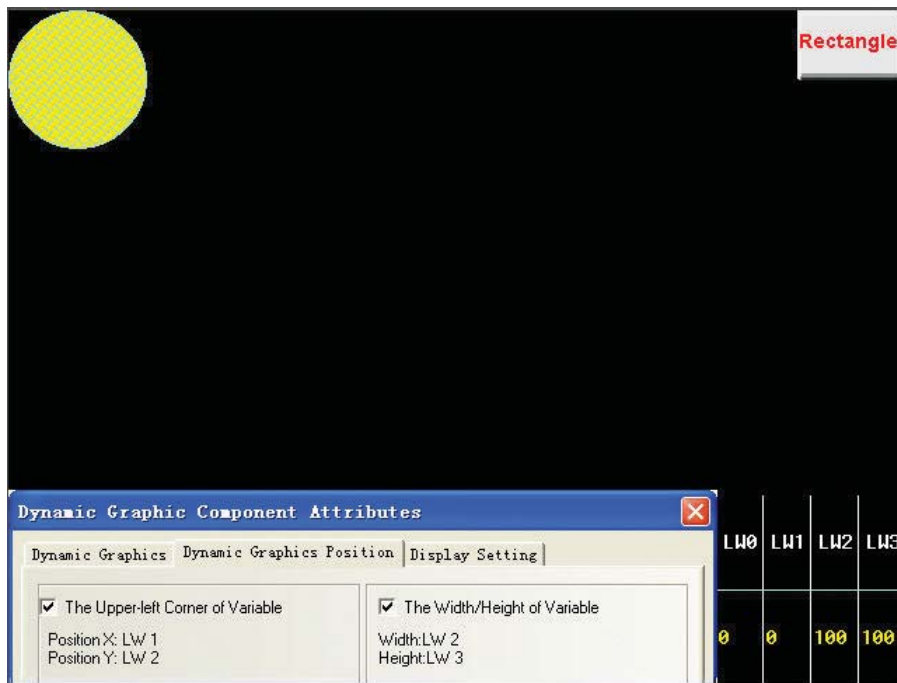 Rectangle
Dynamic Graphic Component Attributes
Dynamic Graphics Dynamic Graphics Position Display Setting
The Upper-left Corner of Variable
Position X: LW 1
Position Y: LW 2
The Width/Height of Variable
Width:LW 2
Height:LW 3
LW0 LW1 LW2 LW3
0 0 100 100